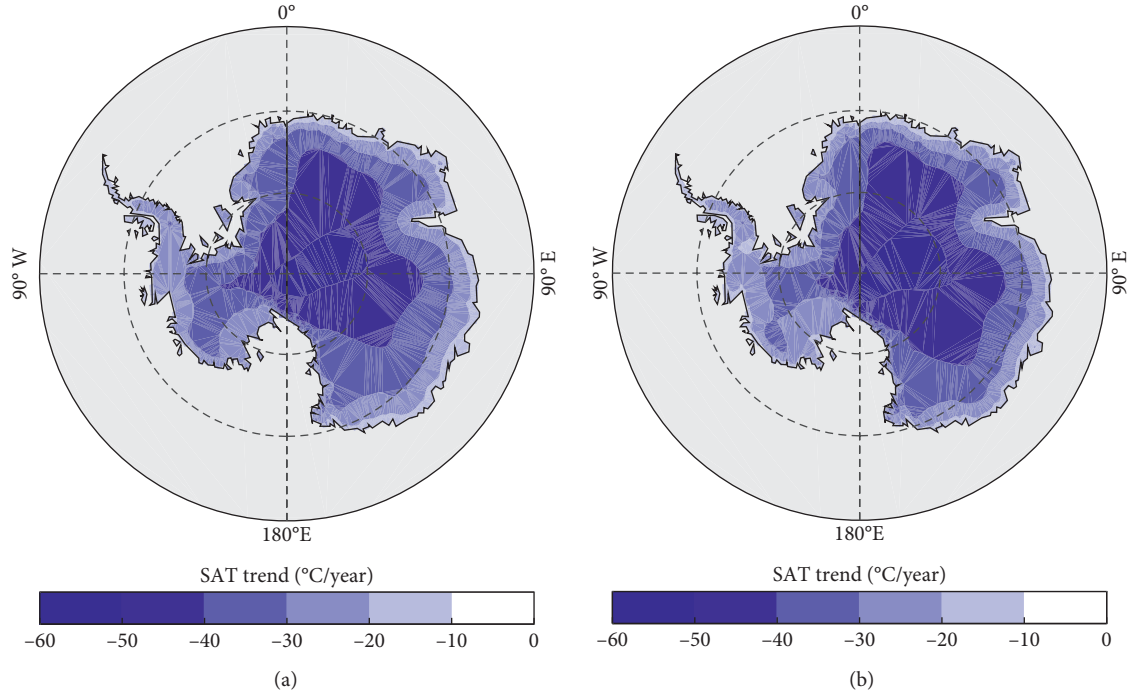 0°
0°
90° W
90° E
90° W
90° E
180°E
180°E
SAT trend (°C/year)
SAT trend (°C/year)
–60 –50 –40 –30 –20 –10 0
–60 –50 –40 –30 –20 –10 0
(a)
(b)